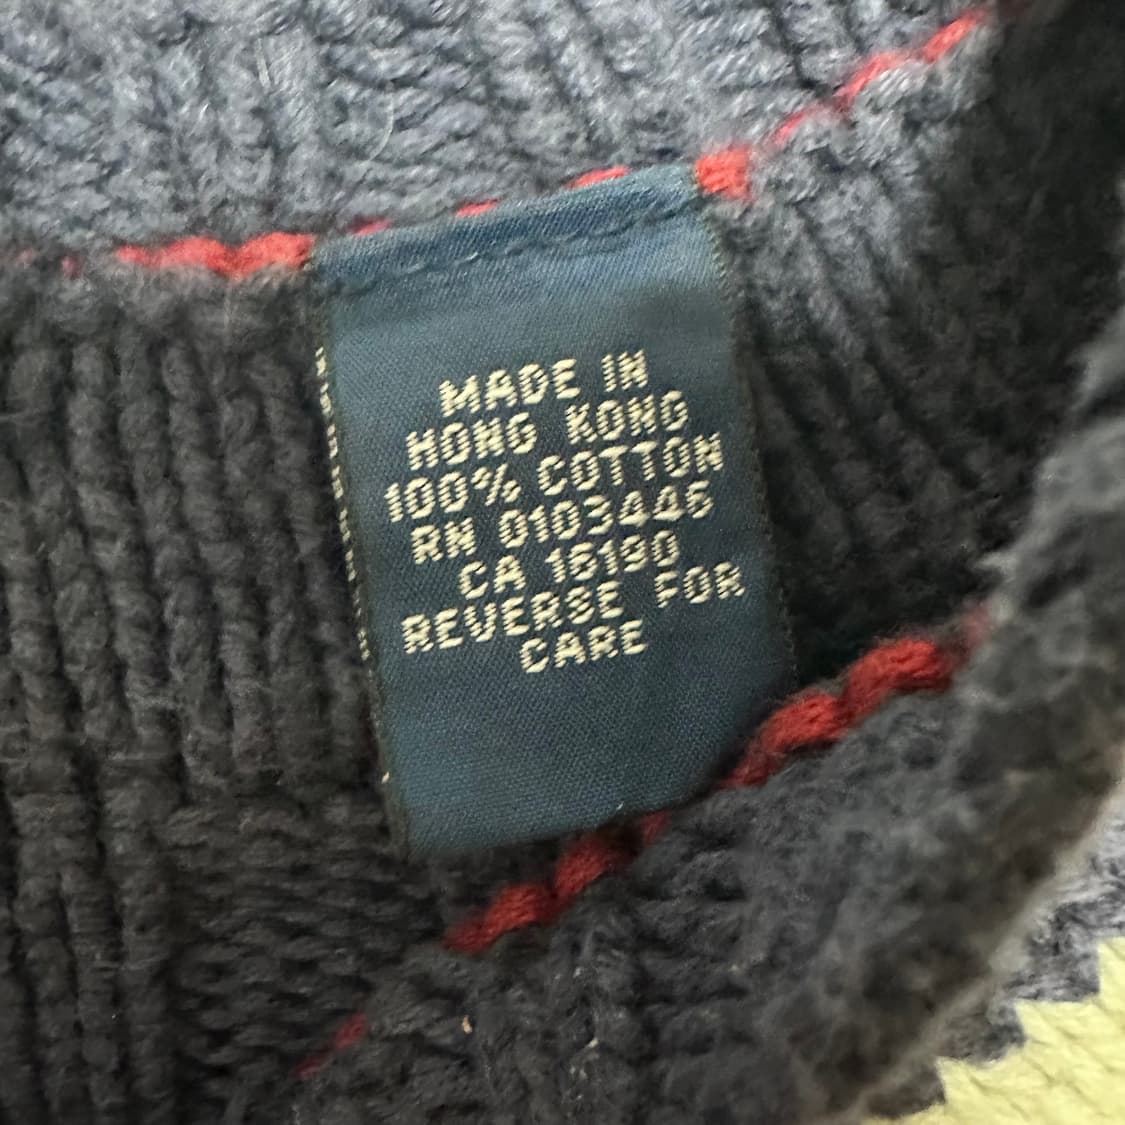 MADE IN
HONG KONG
100% COTTON
RN 0103446
CA 16190
REVERSE FOR
CARE